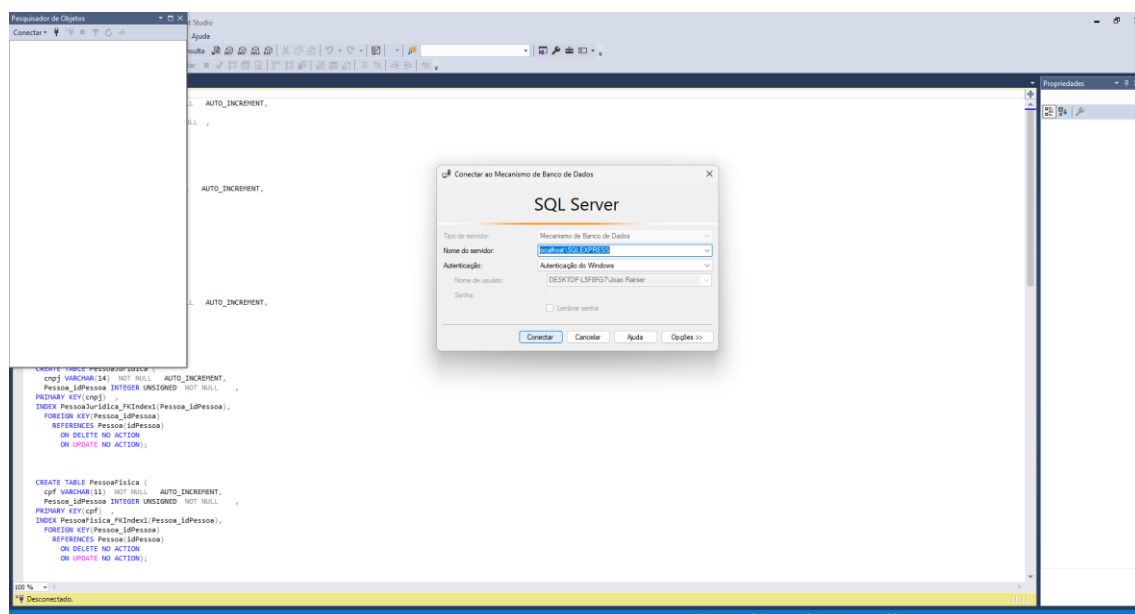 Pesquisador de Objetos
t Studio
Conectar
Ajuda
nsulta
Propriedades
AUTO_INCREMENT,
ULL ,
AUTO_INCREMENT,
AUTO_INCREMENT,
Conectar ao Mecanismo de Banco de Dados
SQL Server
Tipo de servidor: Mecanismo de Banco de Dados
Nome do servidor: localhost\SQLEXPRESS
Autenticação: Autenticação do Windows
Nome de usuário: DESKTOP-L5F8FG7\Joao Rainier
Senha:
Lembrar senha
Conectar Cancelar Ajuda Opções >>
CREATE TABLE PessoaJuridica (
cnpj VARCHAR(14) NOT NULL AUTO_INCREMENT,
Pessoa_idPessoa INTEGER UNSIGNED NOT NULL ,
PRIMARY KEY(cnpj) ,
INDEX PessoaJuridica_FKIndex1(Pessoa_idPessoa),
FOREIGN KEY(Pessoa_idPessoa)
REFERENCES Pessoa(idPessoa)
ON DELETE NO ACTION
ON UPDATE NO ACTION);
CREATE TABLE PessoaFisica (
cpf VARCHAR(11) NOT NULL AUTO_INCREMENT,
Pessoa_idPessoa INTEGER UNSIGNED NOT NULL ,
PRIMARY KEY(cpf) ,
INDEX PessoaFisica_FKIndex1(Pessoa_idPessoa),
FOREIGN KEY(Pessoa_idPessoa)
REFERENCES Pessoa(idPessoa)
ON DELETE NO ACTION
ON UPDATE NO ACTION);
100 %
Desconectado.